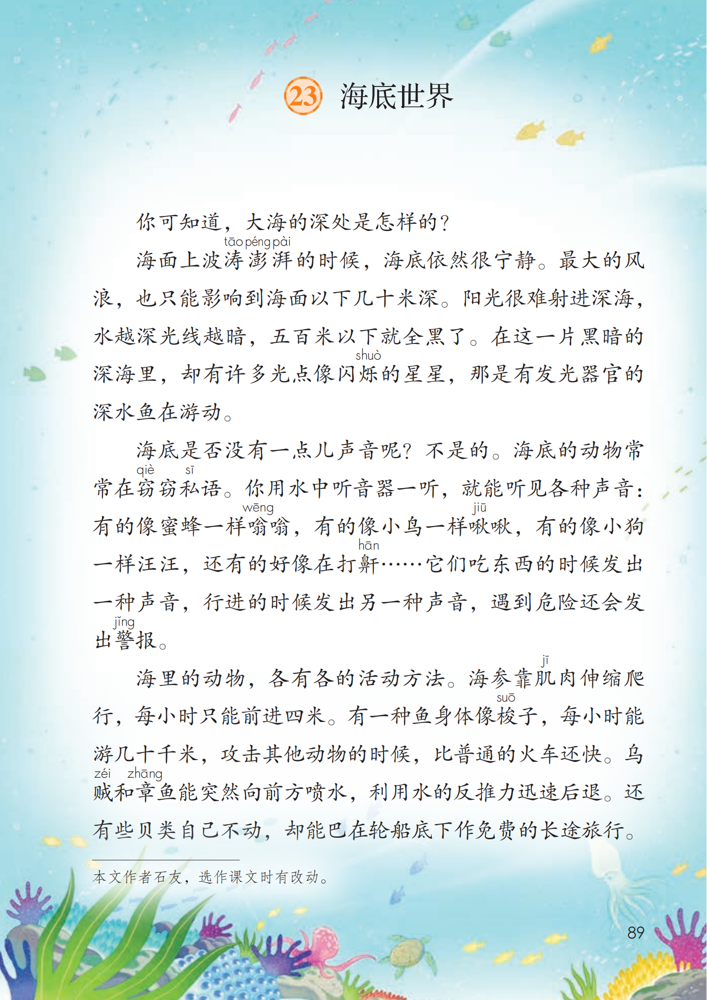 23 海底世界
你可知道，大海的深处是怎样的？
tāo péng pài
海面上波涛澎湃的时候，海底依然很宁静。最大的风
浪，也只能影响到海面以下几十米深。阳光很难射进深海，
水越深光线越暗，五百米以下就全黑了。在这一片黑暗的
shuò
深海里，却有许多光点像闪烁的星星，那是有发光器官的
深水鱼在游动。
海底是否没有一点儿声音呢？不是的。海底的动物常
qiè sī
常在窃窃私语。你用水中听音器一听，就能听见各种声音：
wēng jiū
有的像蜜蜂一样嗡嗡，有的像小鸟一样啾啾，有的像小狗
hān
一样汪汪，还有的好像在打鼾……它们吃东西的时候发出
一种声音，行进的时候发出另一种声音，遇到危险还会发
jǐng
出警报。
jī
海里的动物，各有各的活动方法。海参靠肌肉伸缩爬
suō
行，每小时只能前进四米。有一种鱼身体像梭子，每小时能
游几十千米，攻击其他动物的时候，比普通的火车还快。乌
zéi zhāng
贼和章鱼能突然向前方喷水，利用水的反推力迅速后退。还
有些贝类自己不动，却能巴在轮船底下作免费的长途旅行。
本文作者石友，选作课文时有改动。
89